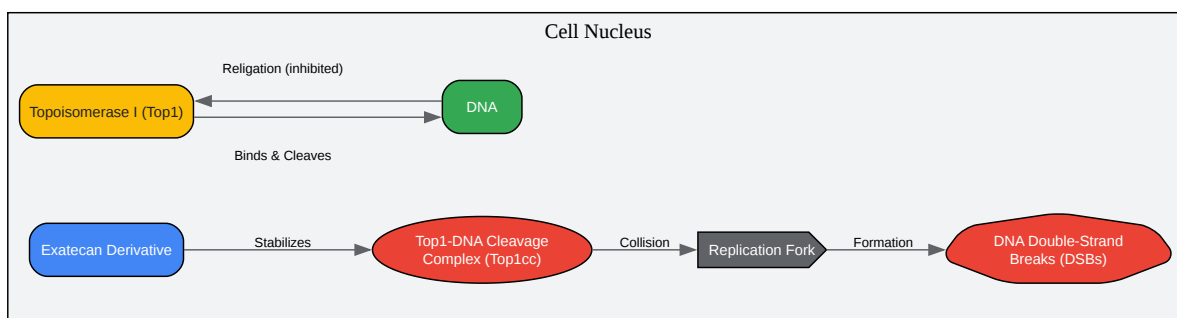 Cell Nucleus
Religation (inhibited)
Topoisomerase I (Top1)
DNA
Binds & Cleaves
Exatecan Derivative
Stabilizes
Top1-DNA Cleavage
Complex (Top1cc)
Collision
Replication Fork
Formation
DNA Double-Strand
Breaks (DSBs)